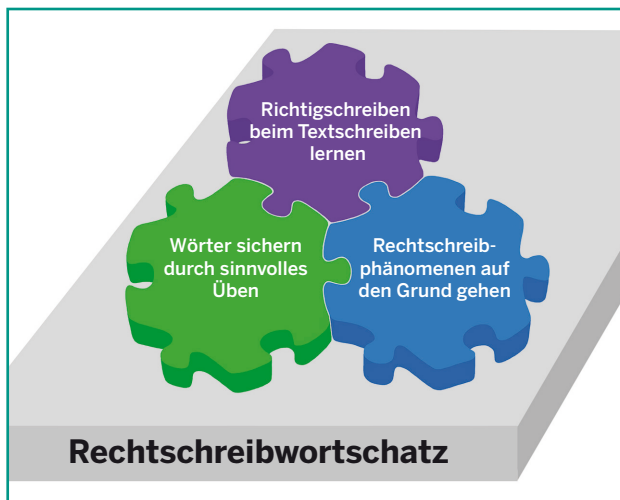 Richtigschreiben
beim Textschreiben
lernen
Wörter sichern
durch sinnvolles
Üben
Rechtschreib-
phänomenen auf
den Grund gehen
Rechtschreibwortschatz